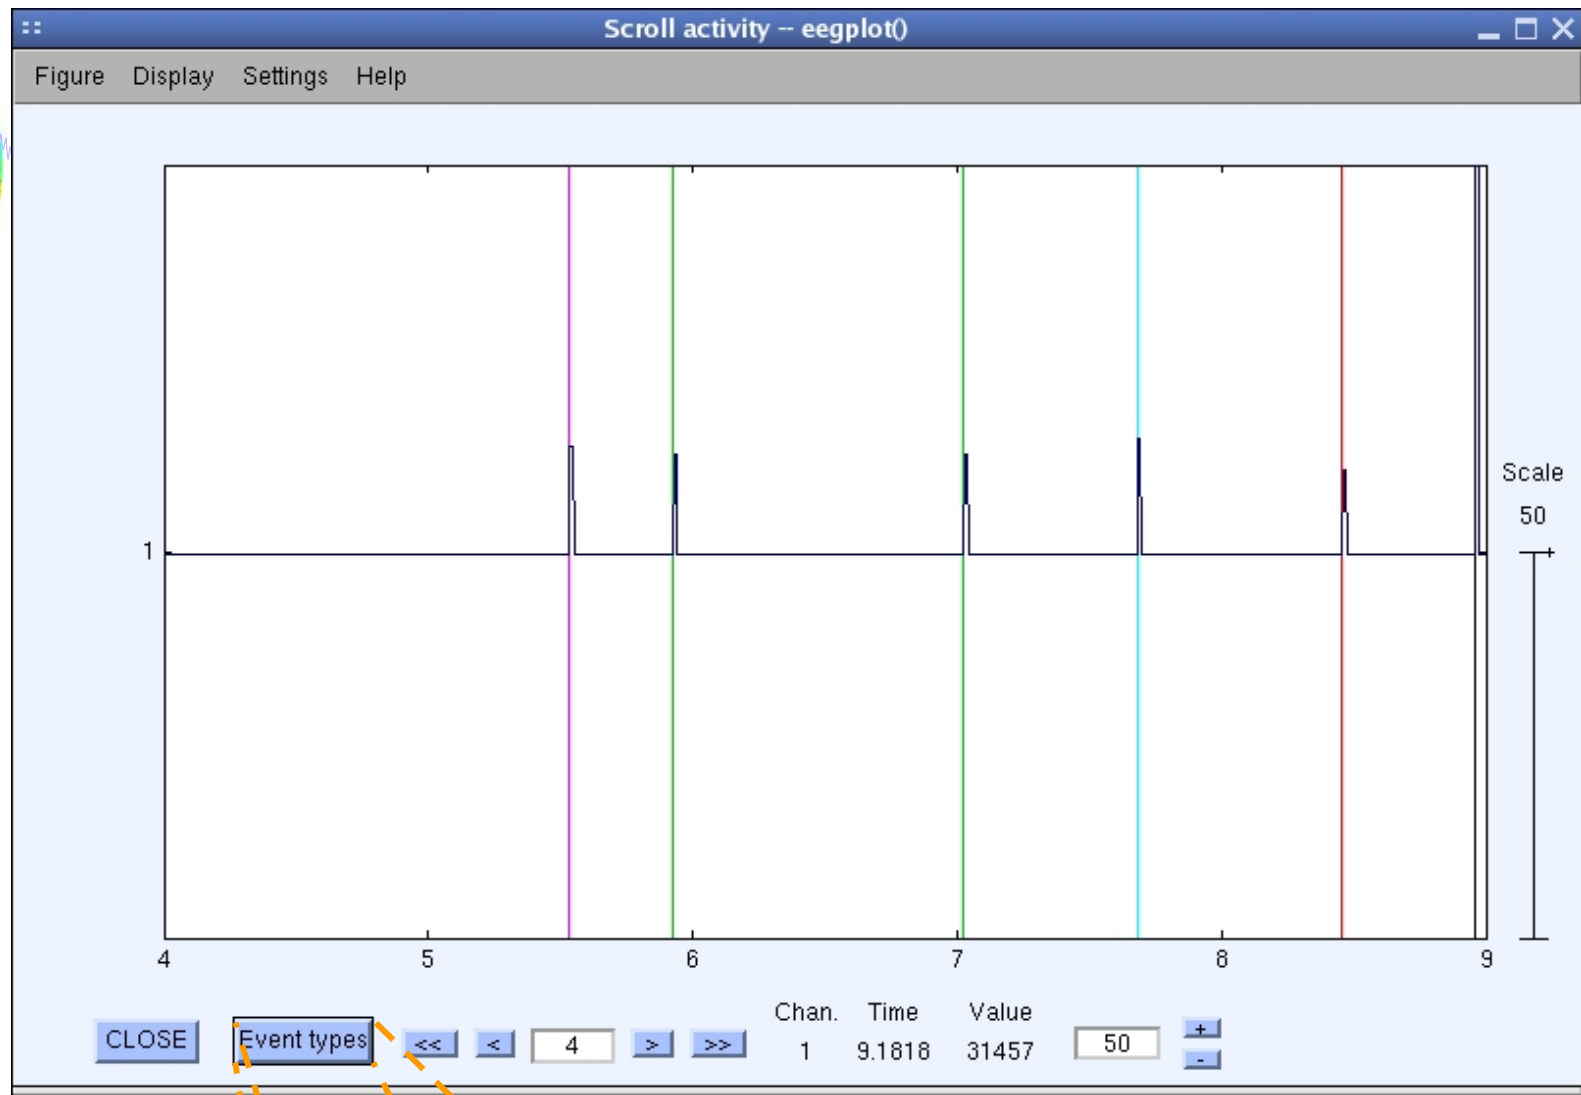 Scroll activity -- eegplot()
Figure Display Settings Help
Scale
50
1
4 5 6 7 8 9
Chan. Time Value
CLOSE Event types << < 4 > >> 1 9.1818 31457 50 + -